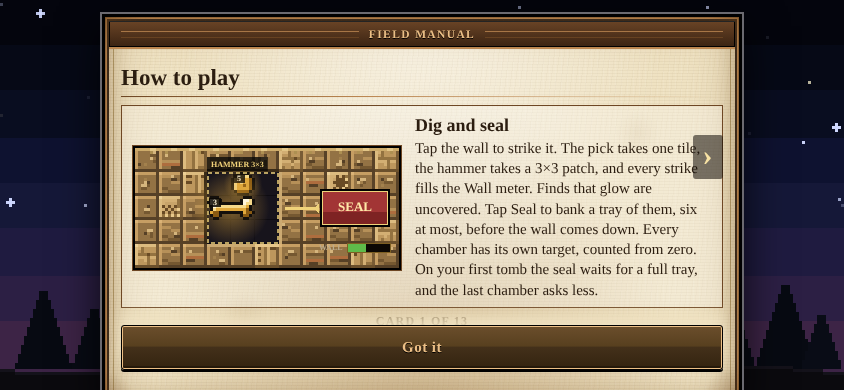 FIELD MANUAL
How to play
HAMMER 3×3
5
3
SEAL
Dig and seal
Tap the wall to strike it. The pick takes one tile,
the hammer takes a 3×3 patch, and every strike
fills the Wall meter. Finds that glow are
uncovered. Tap Seal to bank a tray of them, six
at most, before the wall comes down. Every
chamber has its own target, counted from zero.
On your first tomb the seal waits for a full tray,
and the last chamber asks less.
›
CARD 1 OF 13
Got it